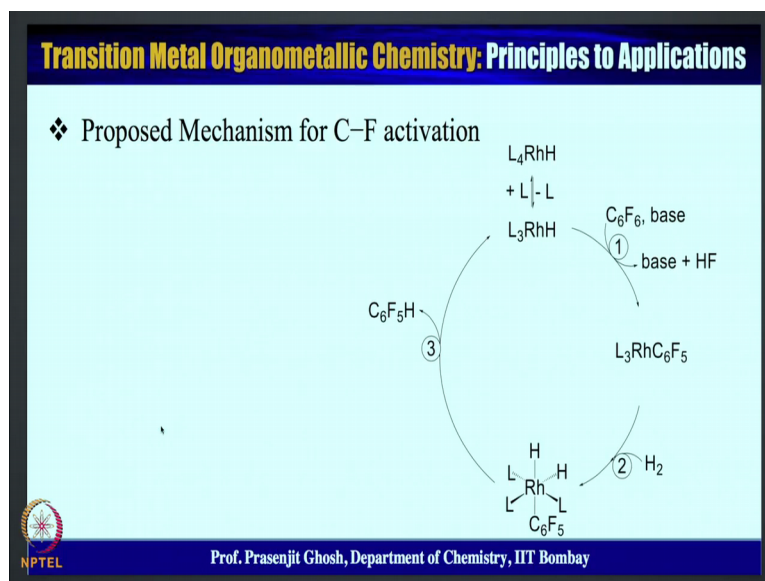 Transition Metal Organometallic Chemistry: Principles to Applications
❖ Proposed Mechanism for C−F activation
L₄RhH
+ L - L
L₃RhH
C₆F₆, base
①
base + HF
C₆F₅H
③
L₃RhC₆F₅
② H₂
H
L H
Rh
L L
C₆F₅
NPTEL
Prof. Prasenjit Ghosh, Department of Chemistry, IIT Bombay